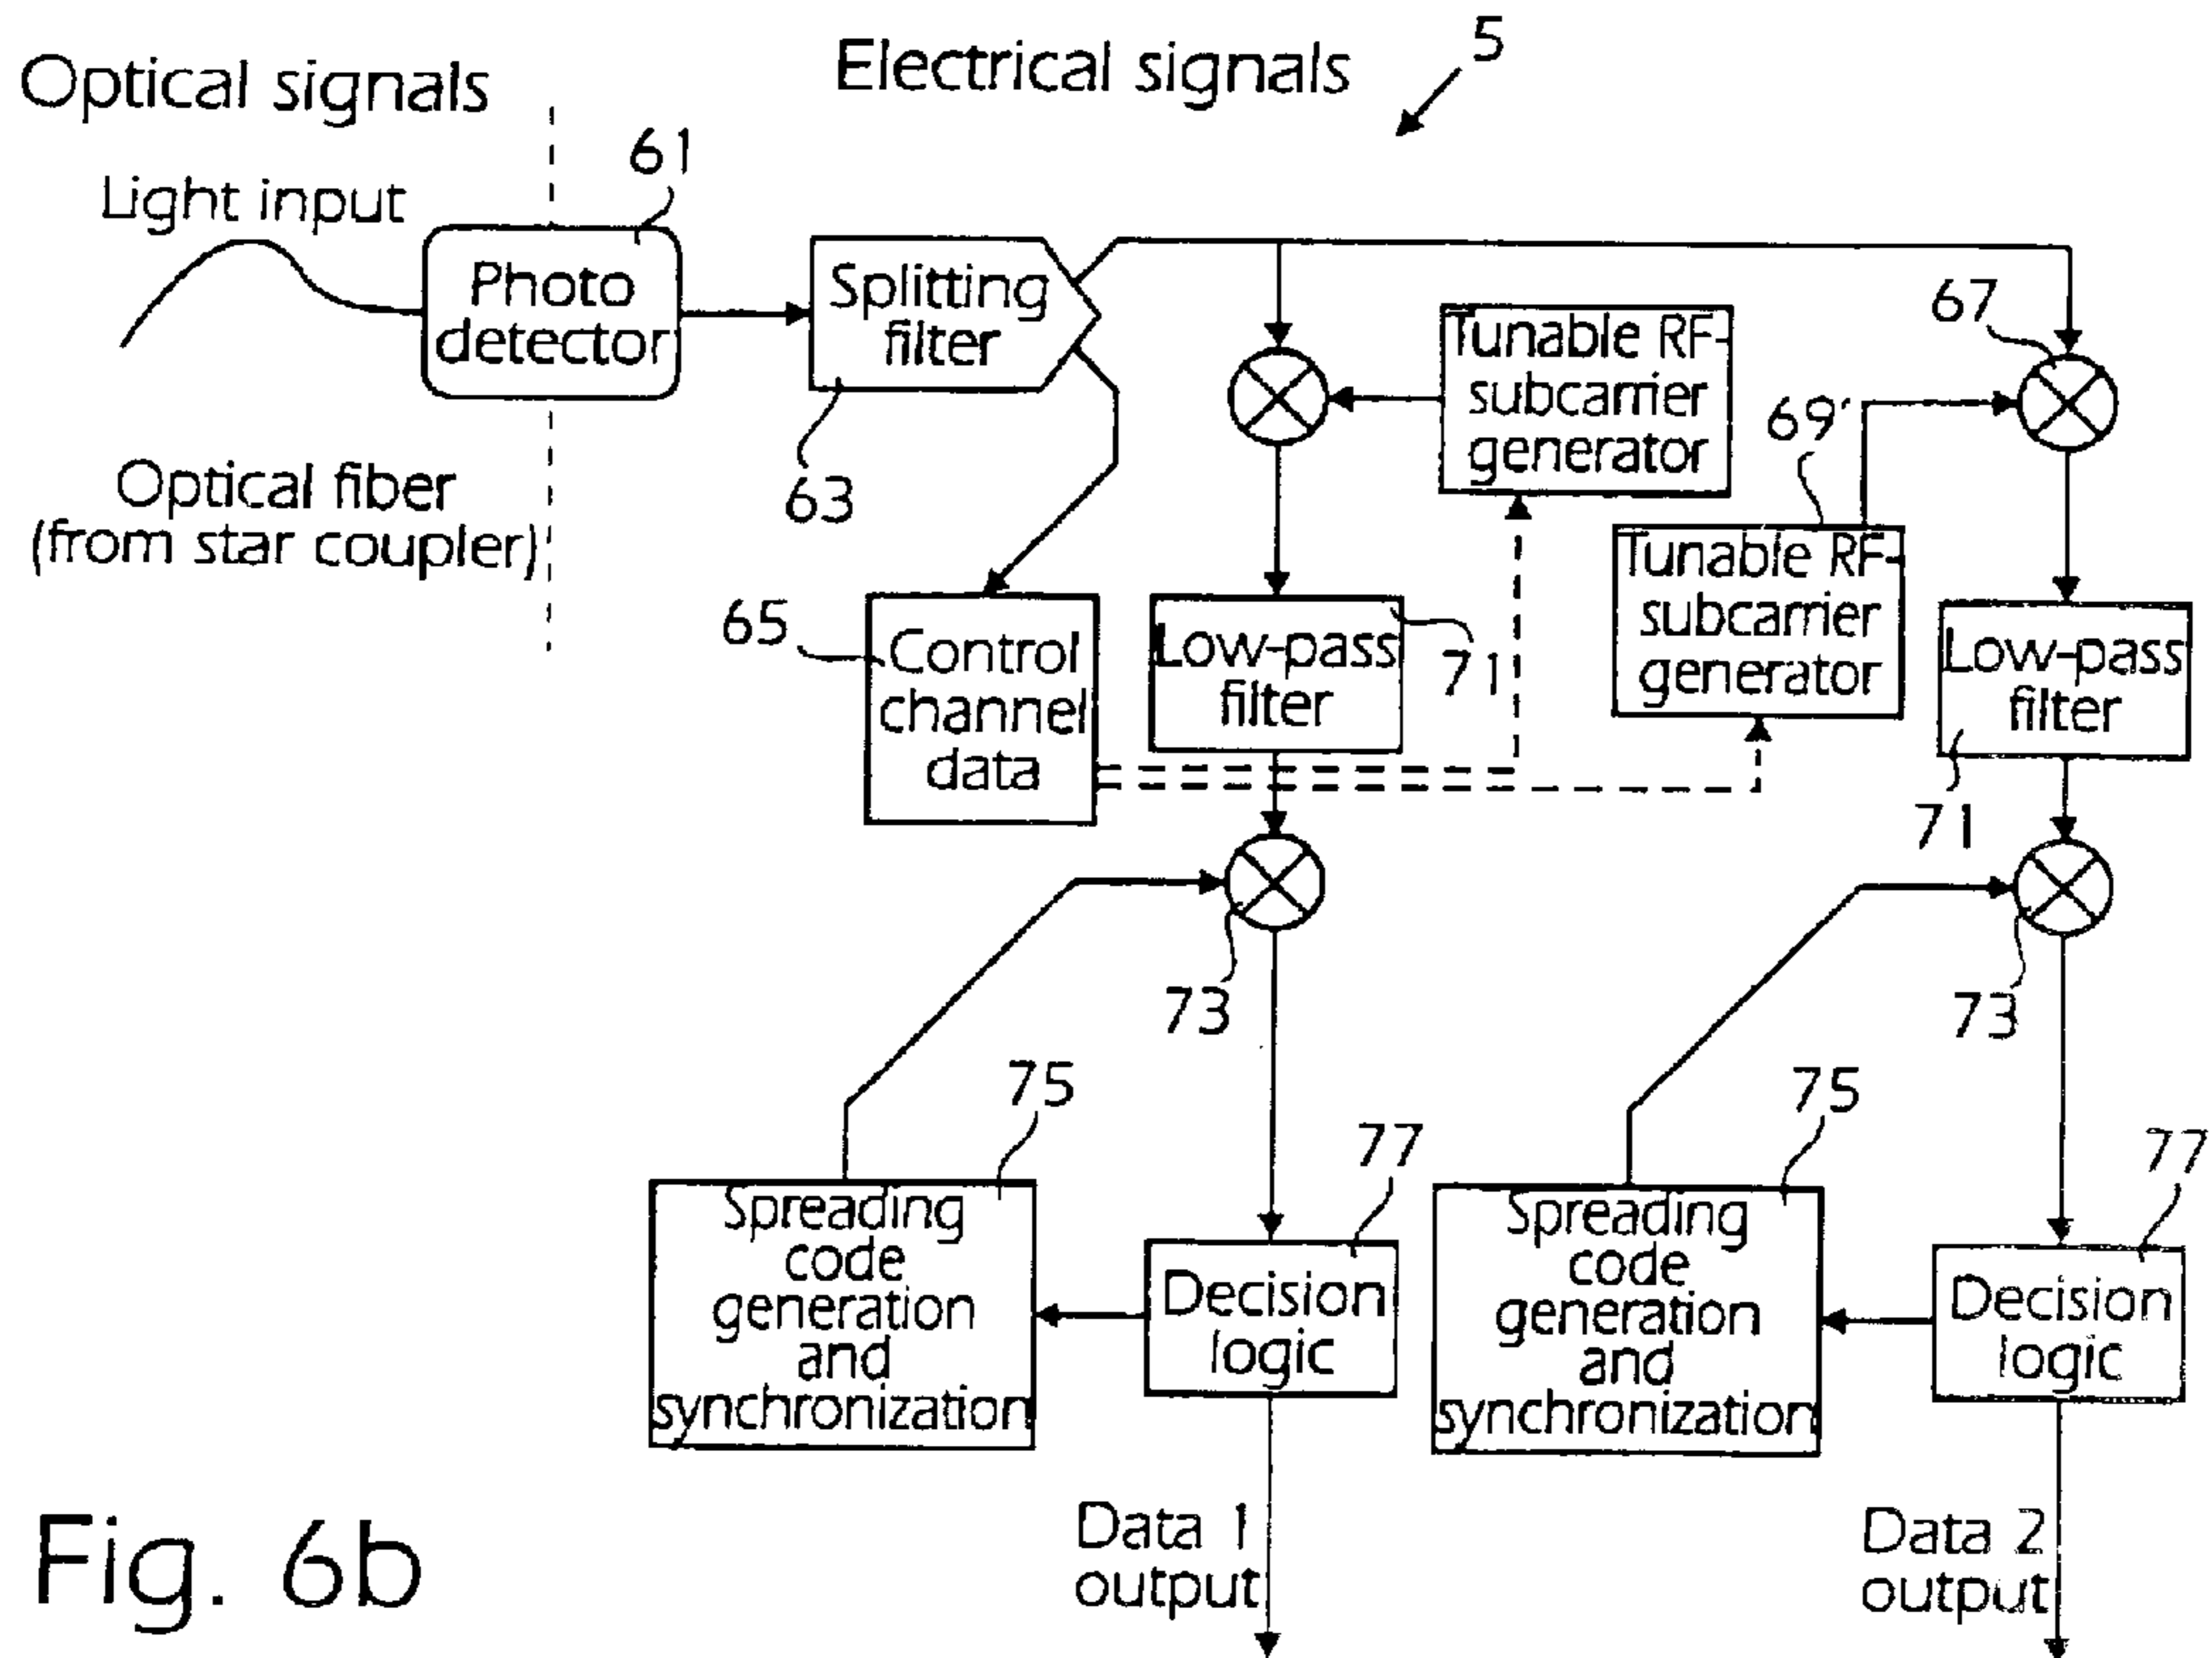 Optical signals
Electrical signals
5
Light input
61
Photo
detector
Splitting
filter
63
Optical fiber
(from star coupler)
Tunable RF-
subcarrier
generator
67
69'
Tunable RF-
subcarrier
generator
65
Control
channel
data
Low-pass
filter
71
Low-pass
filter
71
73
73
75
Spreading
code
generation
and
synchronization
77
Decision
logic
75
Spreading
code
generation
and
synchronization
77
Decision
logic
Data 1
output
Data 2
output
Fig. 6b